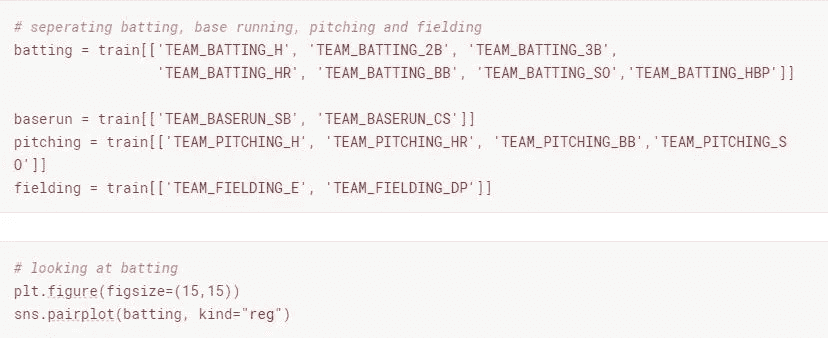 # seperating batting, base running, pitching and fielding
batting = train[['TEAM_BATTING_H', 'TEAM_BATTING_2B', 'TEAM_BATTING_3B',
'TEAM_BATTING_HR', 'TEAM_BATTING_BB', 'TEAM_BATTING_SO','TEAM_BATTING_HBP']]
baserun = train[['TEAM_BASERUN_SB', 'TEAM_BASERUN_CS']]
pitching = train[['TEAM_PITCHING_H', 'TEAM_PITCHING_HR', 'TEAM_PITCHING_BB','TEAM_PITCHING_S
O']]
fielding = train[['TEAM_FIELDING_E', 'TEAM_FIELDING_DP']]
# looking at batting
plt.figure(figsize=(15,15))
sns.pairplot(batting, kind="reg")